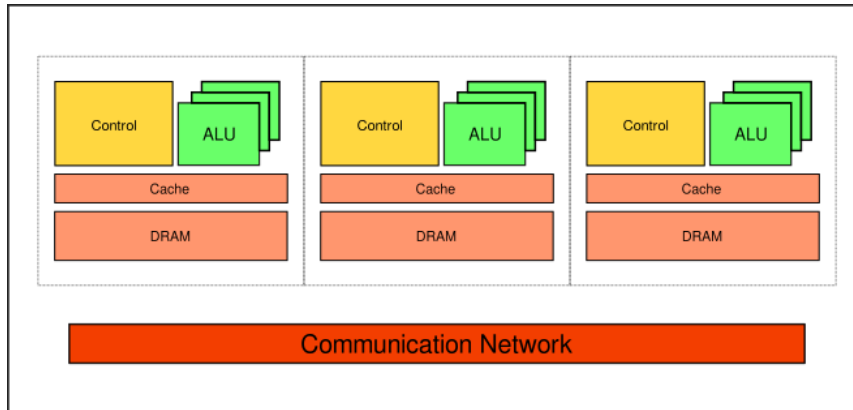 Control
ALU
Cache
DRAM
Control
ALU
Cache
DRAM
Control
ALU
Cache
DRAM
Communication Network